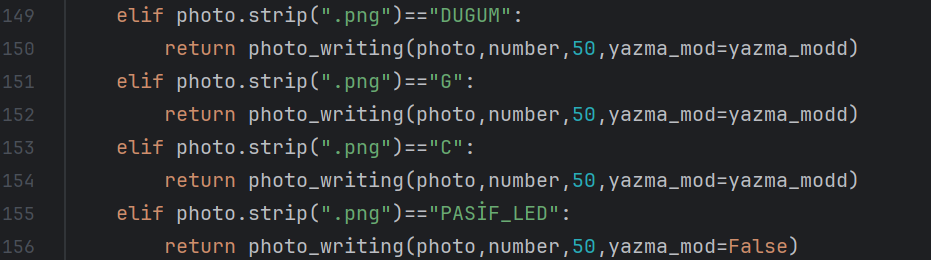 149 elif photo.strip(".png")=="DUGUM":
150 return photo_writing(photo,number,50,yazma_mod=yazma_modd)
151 elif photo.strip(".png")=="G":
152 return photo_writing(photo,number,50,yazma_mod=yazma_modd)
153 elif photo.strip(".png")=="C":
154 return photo_writing(photo,number,50,yazma_mod=yazma_modd)
155 elif photo.strip(".png")=="PASİF_LED":
156 return photo_writing(photo,number,50,yazma_mod=False)